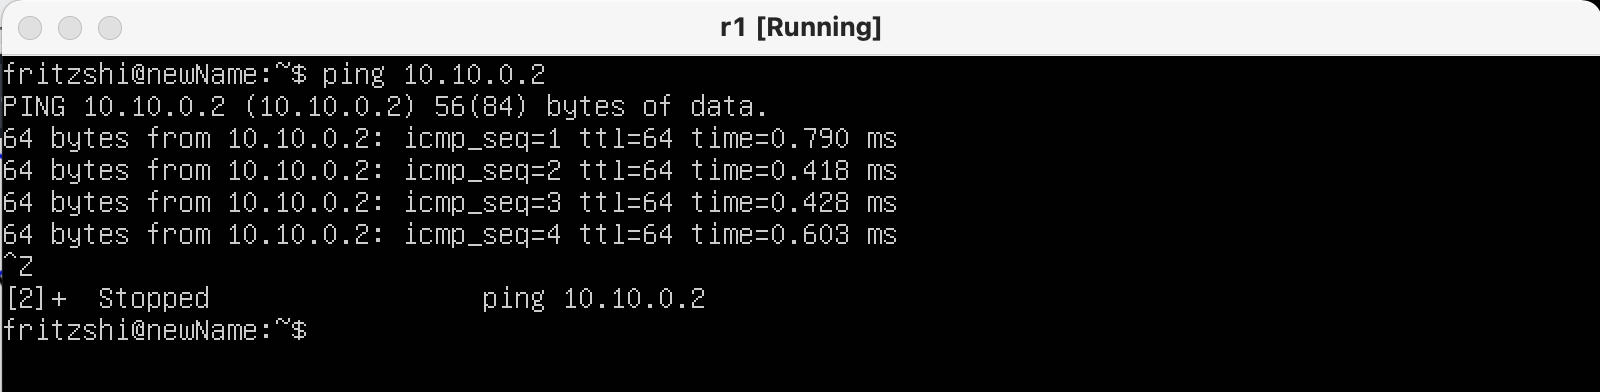 r1 [Running]
fritzshi@newName:~$ ping 10.10.0.2
PING 10.10.0.2 (10.10.0.2) 56(84) bytes of data.
64 bytes from 10.10.0.2: icmp_seq=1 ttl=64 time=0.790 ms
64 bytes from 10.10.0.2: icmp_seq=2 ttl=64 time=0.418 ms
64 bytes from 10.10.0.2: icmp_seq=3 ttl=64 time=0.428 ms
64 bytes from 10.10.0.2: icmp_seq=4 ttl=64 time=0.603 ms
^Z
[2]+  Stopped                 ping 10.10.0.2
fritzshi@newName:~$